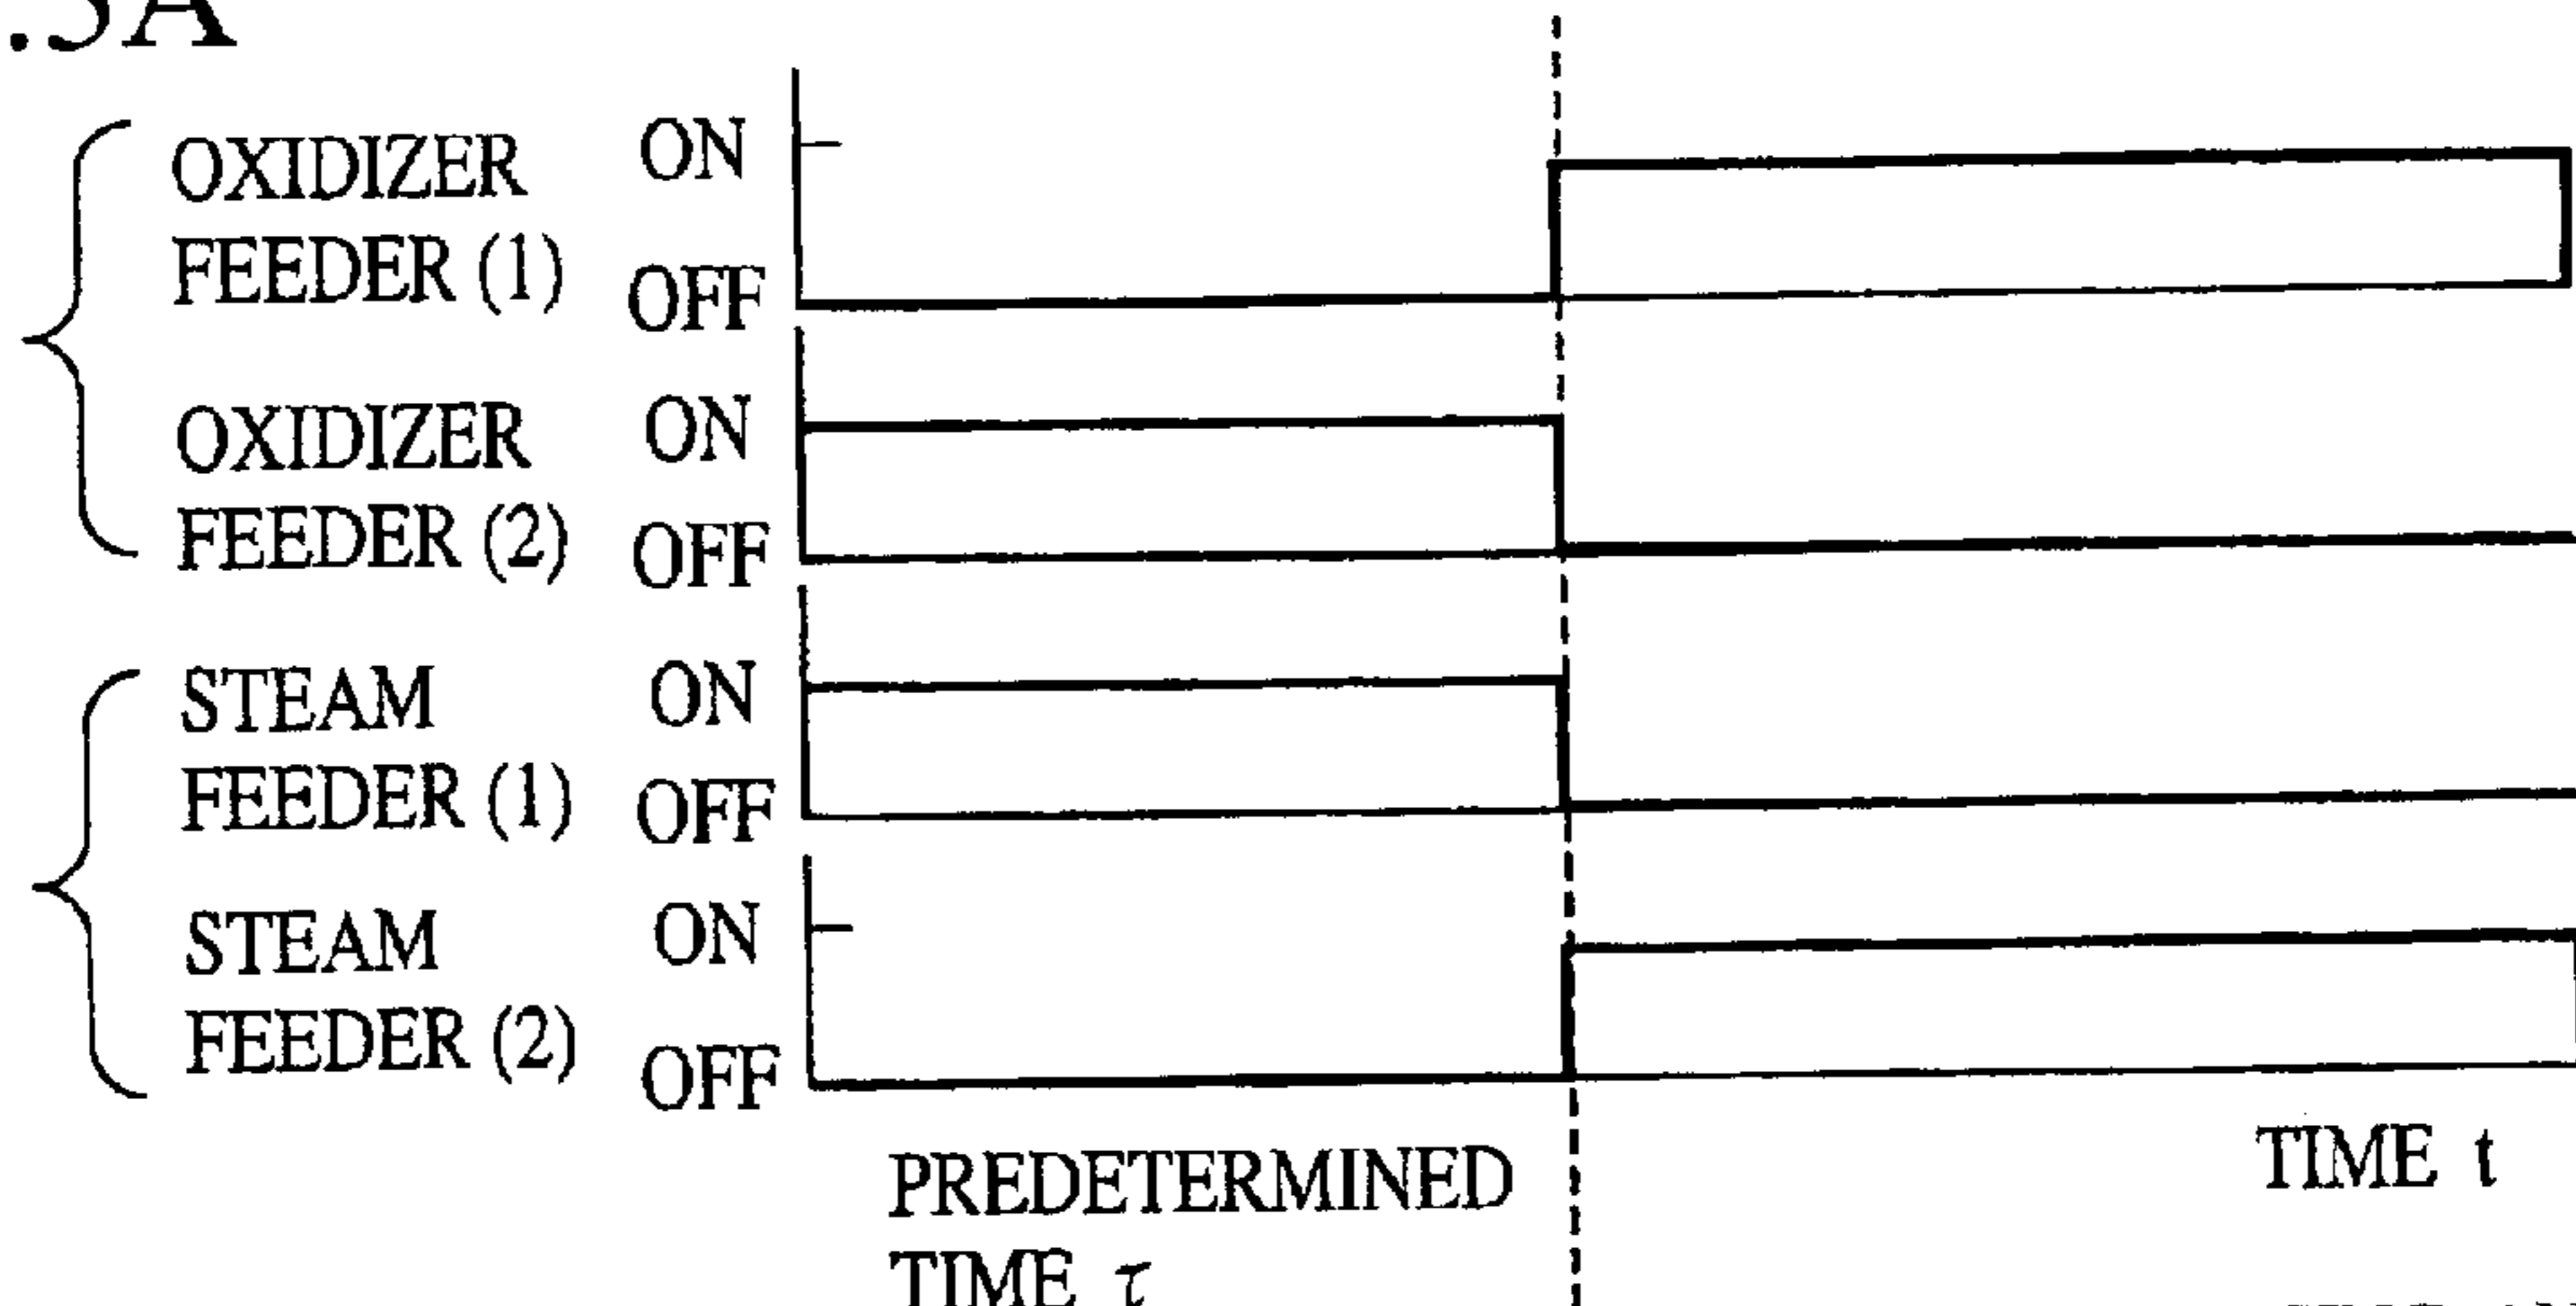 .3A
OXIDIZER
FEEDER (1)
ON
OFF
OXIDIZER
FEEDER (2)
ON
OFF
STEAM
FEEDER (1)
ON
OFF
STEAM
FEEDER (2)
ON
OFF
PREDETERMINED
TIME τ
TIME t